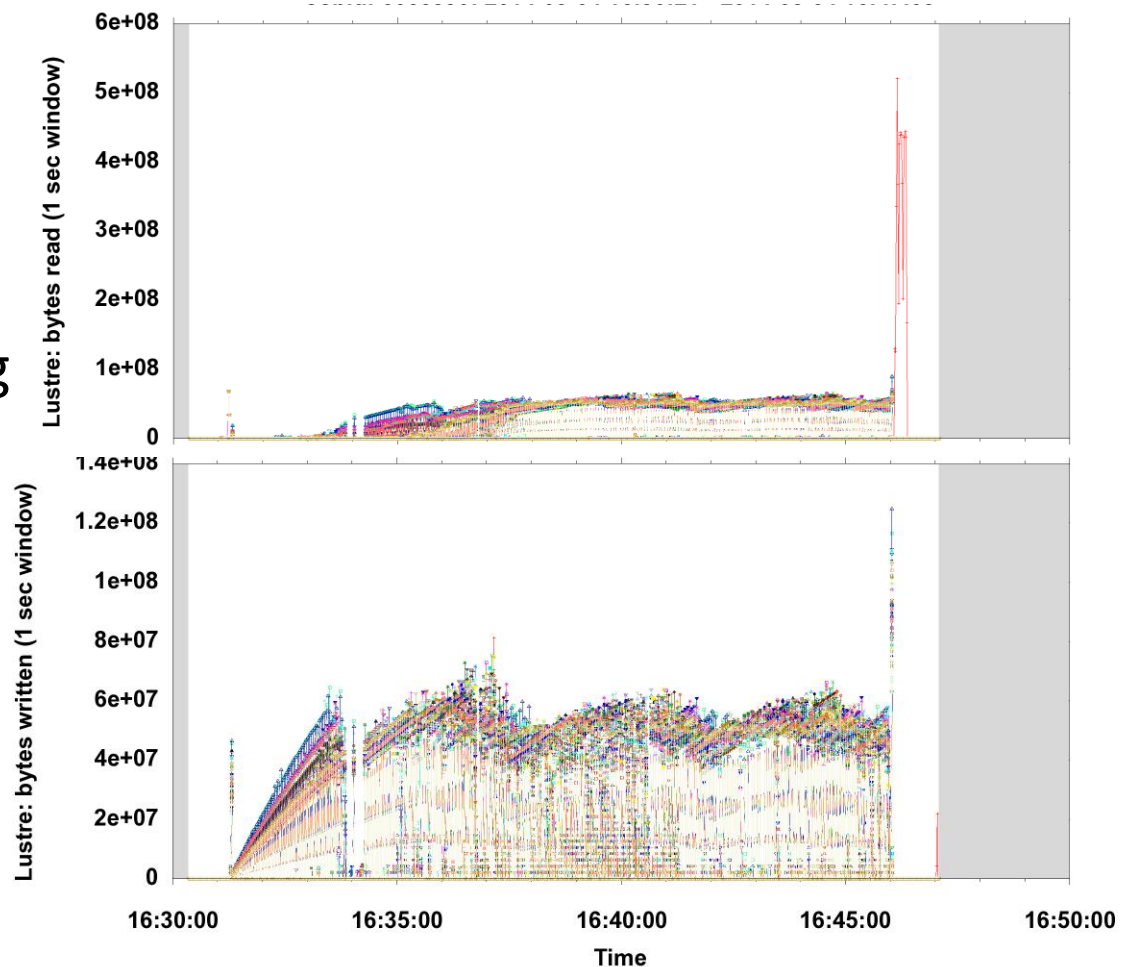 6e+08
5e+08
4e+08
3e+08
2e+08
1e+08
0
Lustre: bytes read (1 sec window)
g
1.4e+08
1.2e+08
1e+08
8e+07
6e+07
4e+07
2e+07
0
Lustre: bytes written (1 sec window)
16:30:00 16:35:00 16:40:00 16:45:00 16:50:00
Time